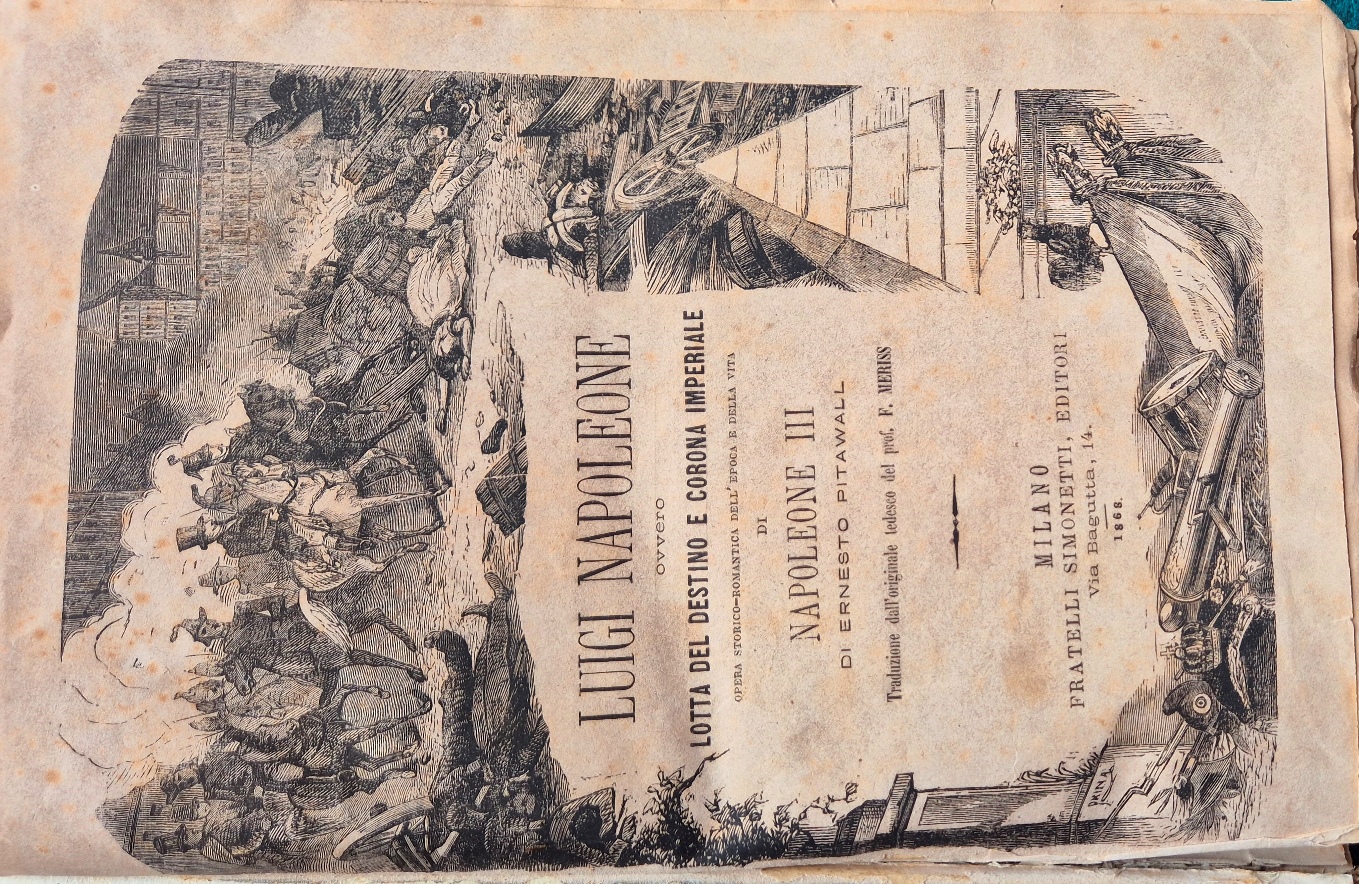 LUIGI NAPOLEONE
OVVERO
LOTTA DEL DESTINO E CORONA IMPERIALE
OPERA STORICO-ROMANTICA DELL'EPOCA E DELLA VITA
DI
NAPOLEONE III
DI ERNESTO PITAWALL
Traduzione dall'originale tedesco del prof. F. MERISS
MILANO
FRATELLI SIMONETTI, EDITORI
Via Bagutta, 14.
1868.